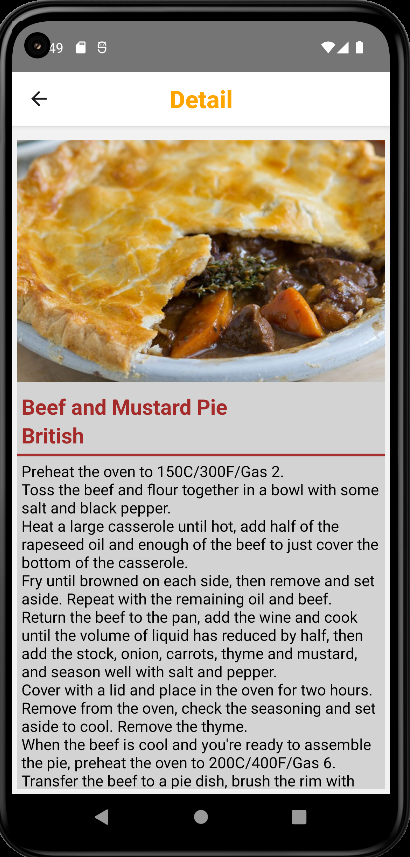 49
Detail
Beef and Mustard Pie
British
Preheat the oven to 150C/300F/Gas 2.
Toss the beef and flour together in a bowl with some
salt and black pepper.
Heat a large casserole until hot, add half of the
rapeseed oil and enough of the beef to just cover the
bottom of the casserole.
Fry until browned on each side, then remove and set
aside. Repeat with the remaining oil and beef.
Return the beef to the pan, add the wine and cook
until the volume of liquid has reduced by half, then
add the stock, onion, carrots, thyme and mustard,
and season well with salt and pepper.
Cover with a lid and place in the oven for two hours.
Remove from the oven, check the seasoning and set
aside to cool. Remove the thyme.
When the beef is cool and you're ready to assemble
the pie, preheat the oven to 200C/400F/Gas 6.
Transfer the beef to a pie dish, brush the rim with